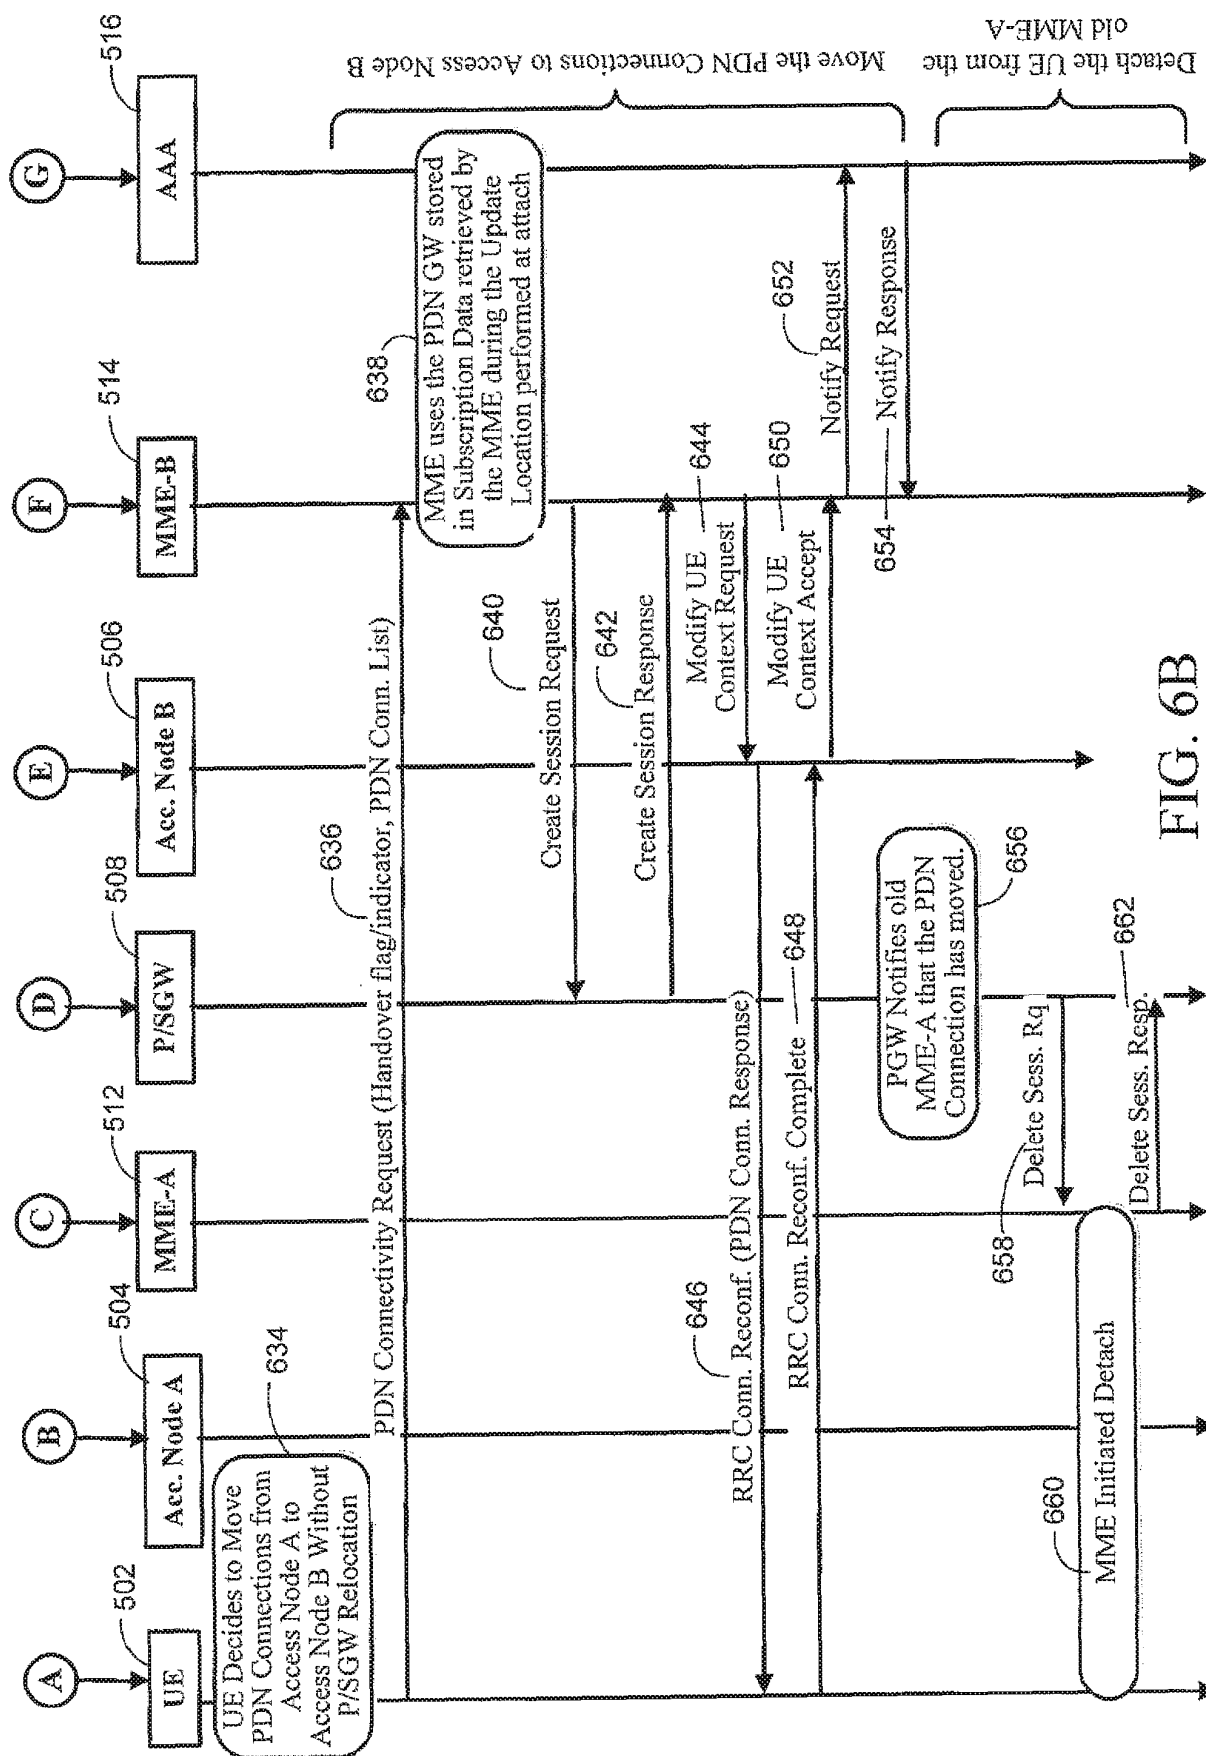 A
B
C
D
E
F
G
502
504
512
508
506
514
516
UE
Acc. Node A
MME-A
P/SGW
Acc. Node B
MME-B
AAA
634
UE Decides to Move
PDN Connections from
Access Node A to
Access Node B Without
P/SGW Relocation
636
PDN Connectivity Request (Handover flag/indicator, PDN Conn. List)
638
MME uses the PDN GW stored
in Subscription Data retrieved by
the MME during the Update
Location performed at attach
640
Create Session Request
642
Create Session Response
Modify UE
Context Request
644
646
RRC Conn. Reconf. (PDN Conn. Response)
Modify UE
Context Accept
650
RRC Conn. Reconf. Complete
648
652
Notify Request
654
Notify Response
PGW Notifies old
MME-A that the PDN
Connection has moved.
656
658
Delete Sess. Rq
660
MME Initiated Detach
Delete Sess. Resp.
662
Move the PDN Connections to Access Node B
Detach the UE from the
old MME-A
FIG. 6B